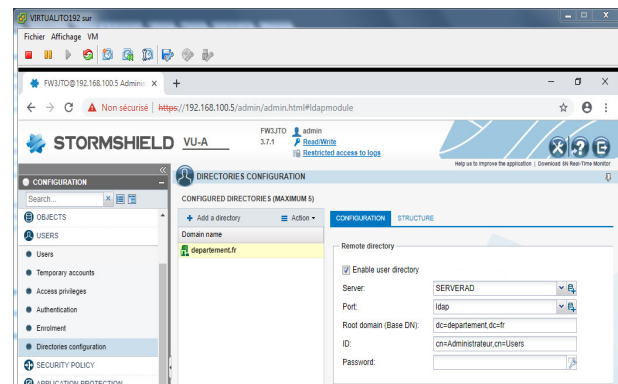 VIRTUALITO192 sur
Fichier Affichage VM
FW3JTO@192.168.100.5 Adminis
Non sécurisé | https://192.168.100.5/admin/admin.html#ldapmodule
STORMSHIELD VU-A
FW3JTO
3.7.1
admin
Read/Write
Restricted access to logs
Help us to improve the application | Download SN Real-Time Monitor
CONFIGURATION
Search...
OBJECTS
USERS
Users
Temporary accounts
Access privileges
Authentication
Enrolment
Directories configuration
SECURITY POLICY
APPLICATION PROTECTION
DIRECTORIES CONFIGURATION
CONFIGURED DIRECTORIES (MAXIMUM 5)
+ Add a directory Action
Domain name
departement.fr
CONFIGURATION STRUCTURE
Remote directory
Enable user directory
Server: SERVERAD
Port: ldap
Root domain (Base DN): dc=departement,dc=fr
ID: cn=Administrateur,cn=Users
Password: